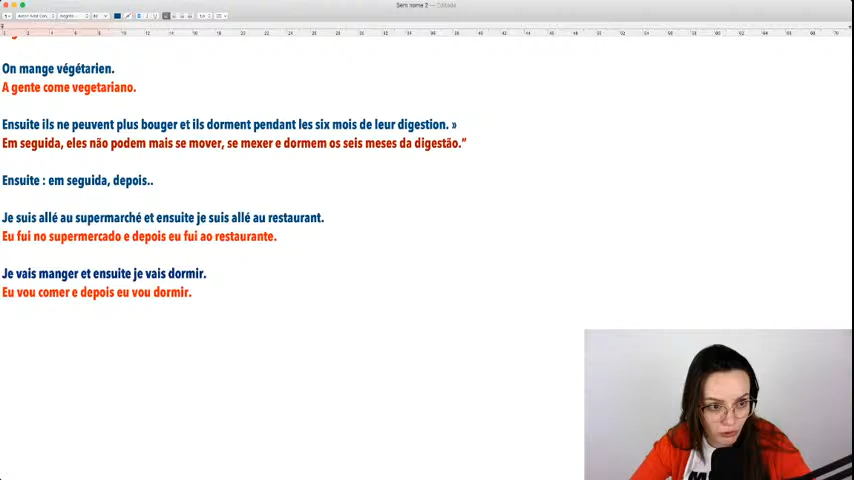 Sem nome 2 — Editada
On mange végétarien.
A gente come vegetariano.
Ensuite ils ne peuvent plus bouger et ils dorment pendant les six mois de leur digestion. »
Em seguida, eles não podem mais se mover, se mexer e dormem os seis meses da digestão.”
Ensuite : em seguida, depois..
Je suis allé au supermarché et ensuite je suis allé au restaurant.
Eu fui no supermercado e depois eu fui ao restaurante.
Je vais manger et ensuite je vais dormir.
Eu vou comer e depois eu vou dormir.